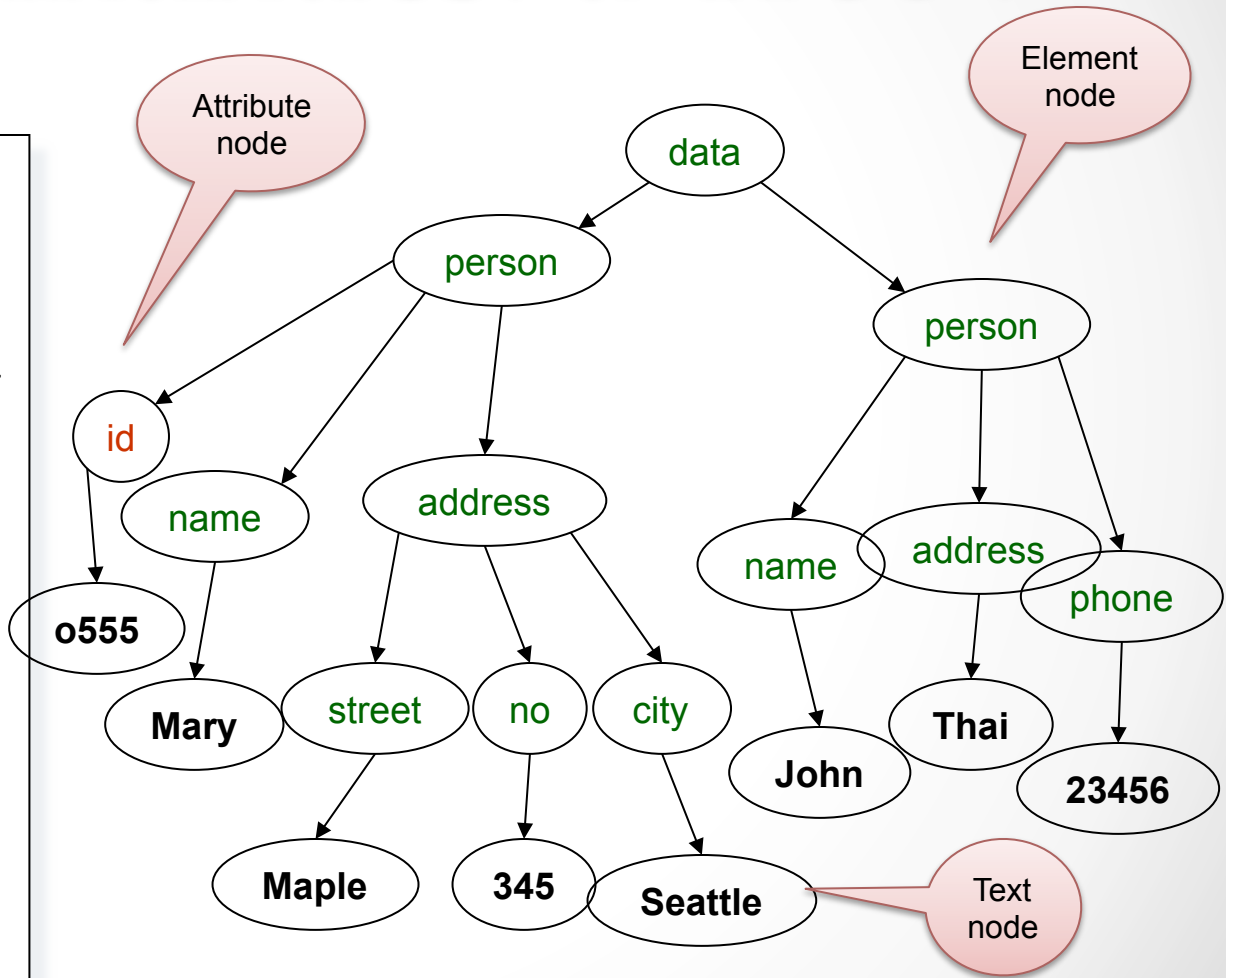 Element
node
Attribute
node
data
person
person
id
name
address
name
address
phone
o555
Mary
street
no
city
John
Thai
23456
Maple
345
Seattle
Text
node